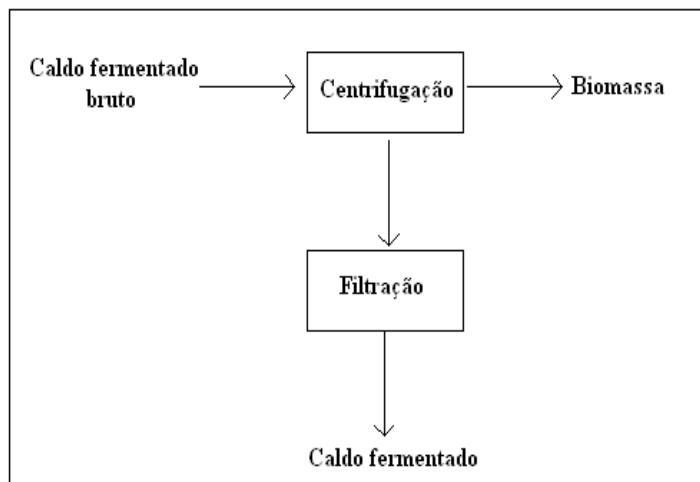 Caldo fermentado
bruto
Centrifugação
Biomassa
Filtração
Caldo fermentado